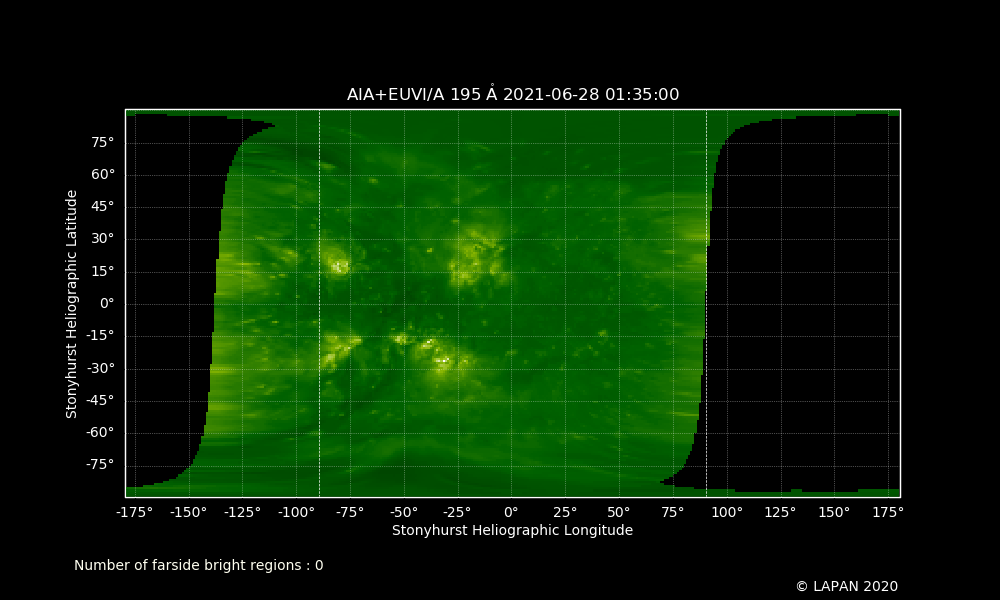 AIA+EUVI/A 195 Å 2021-06-28 01:35:00
75°
60°
45°
30°
15°
0°
-15°
-30°
-45°
-60°
-75°
Stonyhurst Heliographic Latitude
-175° -150° -125° -100° -75° -50° -25° 0° 25° 50° 75° 100° 125° 150° 175°
Stonyhurst Heliographic Longitude
Number of farside bright regions : 0
© LAPAN 2020